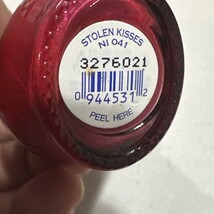 STOLEN KISSES
NI 041
3276021
0 944531 2
PEEL HERE